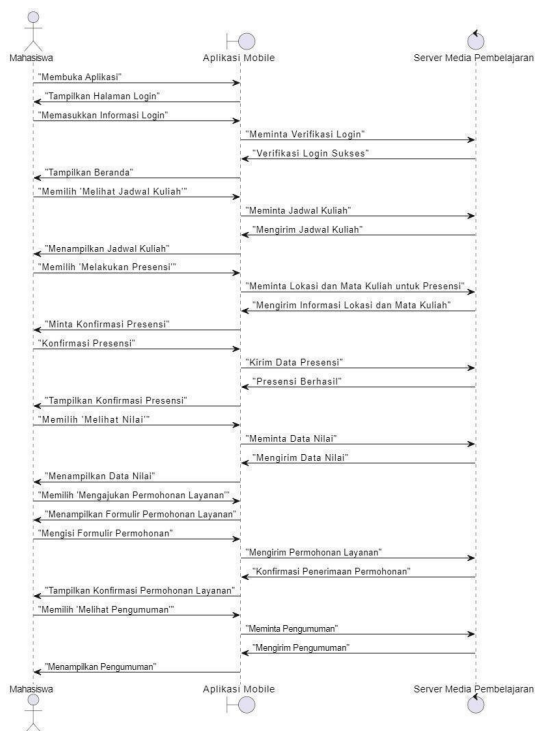 Mahasiswa
Aplikasi Mobile
Server Media Pembelajaran
"Membuka Aplikasi"
"Tampilkan Halaman Login"
"Memasukkan Informasi Login"
"Meminta Verifikasi Login"
"Verifikasi Login Sukses"
"Tampilkan Beranda"
"Memilih 'Melihat Jadwal Kuliah'"
"Meminta Jadwal Kuliah"
"Mengirim Jadwal Kuliah"
"Menampilkan Jadwal Kuliah"
"Memilih 'Melakukan Presensi'"
"Meminta Lokasi dan Mata Kuliah untuk Presensi"
"Mengirim Informasi Lokasi dan Mata Kuliah"
"Minta Konfirmasi Presensi"
"Konfirmasi Presensi"
"Kirim Data Presensi"
"Presensi Berhasil"
"Tampilkan Konfirmasi Presensi"
"Memilih 'Melihat Nilai'"
"Meminta Data Nilai"
"Mengirim Data Nilai"
"Menampilkan Data Nilai"
"Memilih 'Mengajukan Permohonan Layanan'"
"Menampilkan Formulir Permohonan Layanan"
"Mengisi Formulir Permohonan"
"Mengirim Permohonan Layanan"
"Konfirmasi Penerimaan Permohonan"
"Tampilkan Konfirmasi Permohonan Layanan"
"Memilih 'Melihat Pengumuman'"
"Meminta Pengumuman"
"Mengirim Pengumuman"
"Menampilkan Pengumuman"
Mahasiswa
Aplikasi Mobile
Server Media Pembelajaran